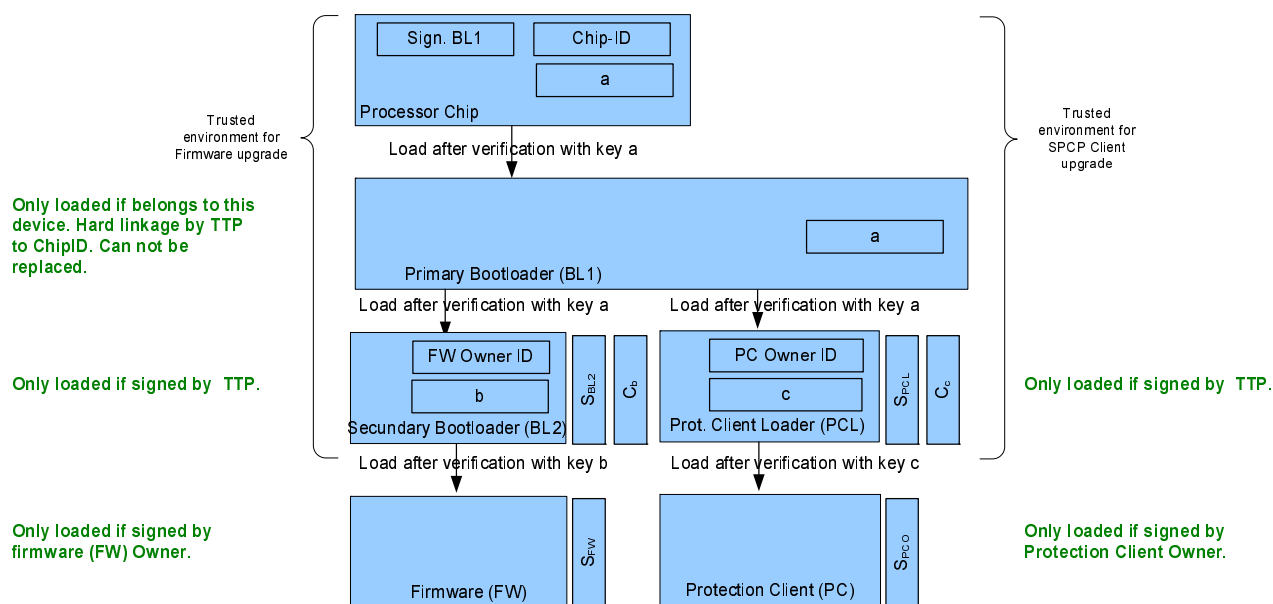 Sign. BL1
Chip-ID
a
Processor Chip
Trusted
environment for
Firmware upgrade
Trusted
environment for
SPCP Client
upgrade
Load after verification with key a
Only loaded if belongs to this
device. Hard linkage by TTP
to ChipID. Can not be
replaced.
a
Primary Bootloader (BL1)
Load after verification with key a
Load after verification with key a
FW Owner ID
b
Secundary Bootloader (BL2)
SBL2
Cb
PC Owner ID
c
Prot. Client Loader (PCL)
SPCL
Cc
Only loaded if signed by TTP.
Only loaded if signed by TTP.
Load after verification with key b
Load after verification with key c
Only loaded if signed by
firmware (FW) Owner.
Firmware (FW)
SFW
Protection Client (PC)
SPCO
Only loaded if signed by
Protection Client Owner.